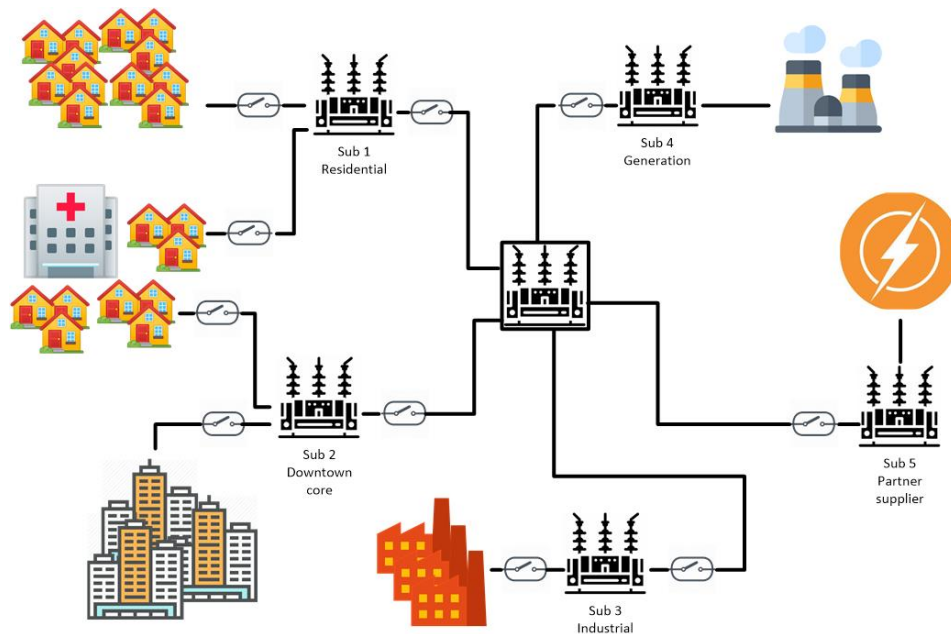 Sub 1
Residential
Sub 4
Generation
Sub 2
Downtown
core
Sub 5
Partner
supplier
Sub 3
Industrial